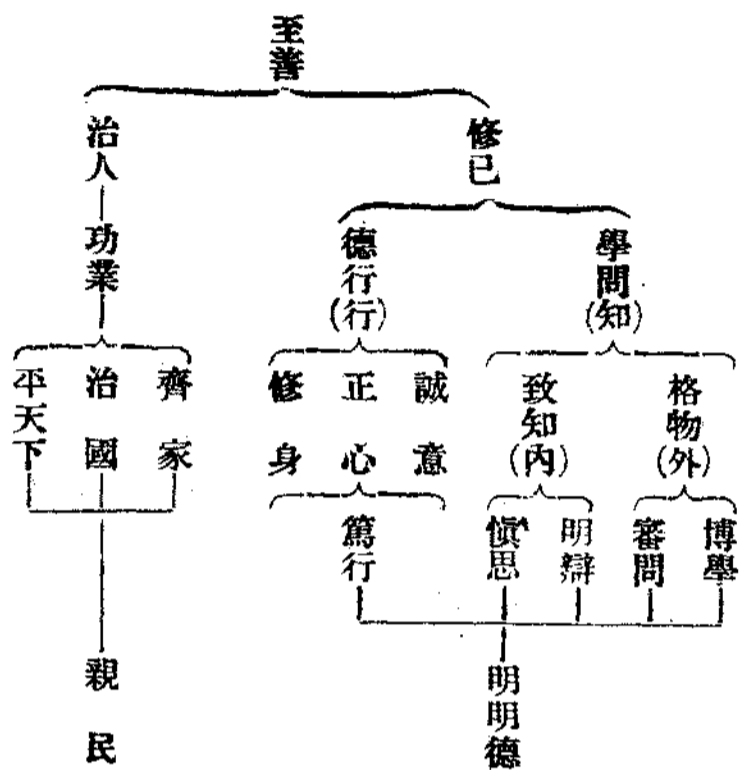 至善
修己
治人
功業
學問(知)
德行(行)
格物(外)
致知(內)
誠意
正心
修身
齊家
治國
平天下
博學
審問
明辯
慎思
篤行
明明德
親民